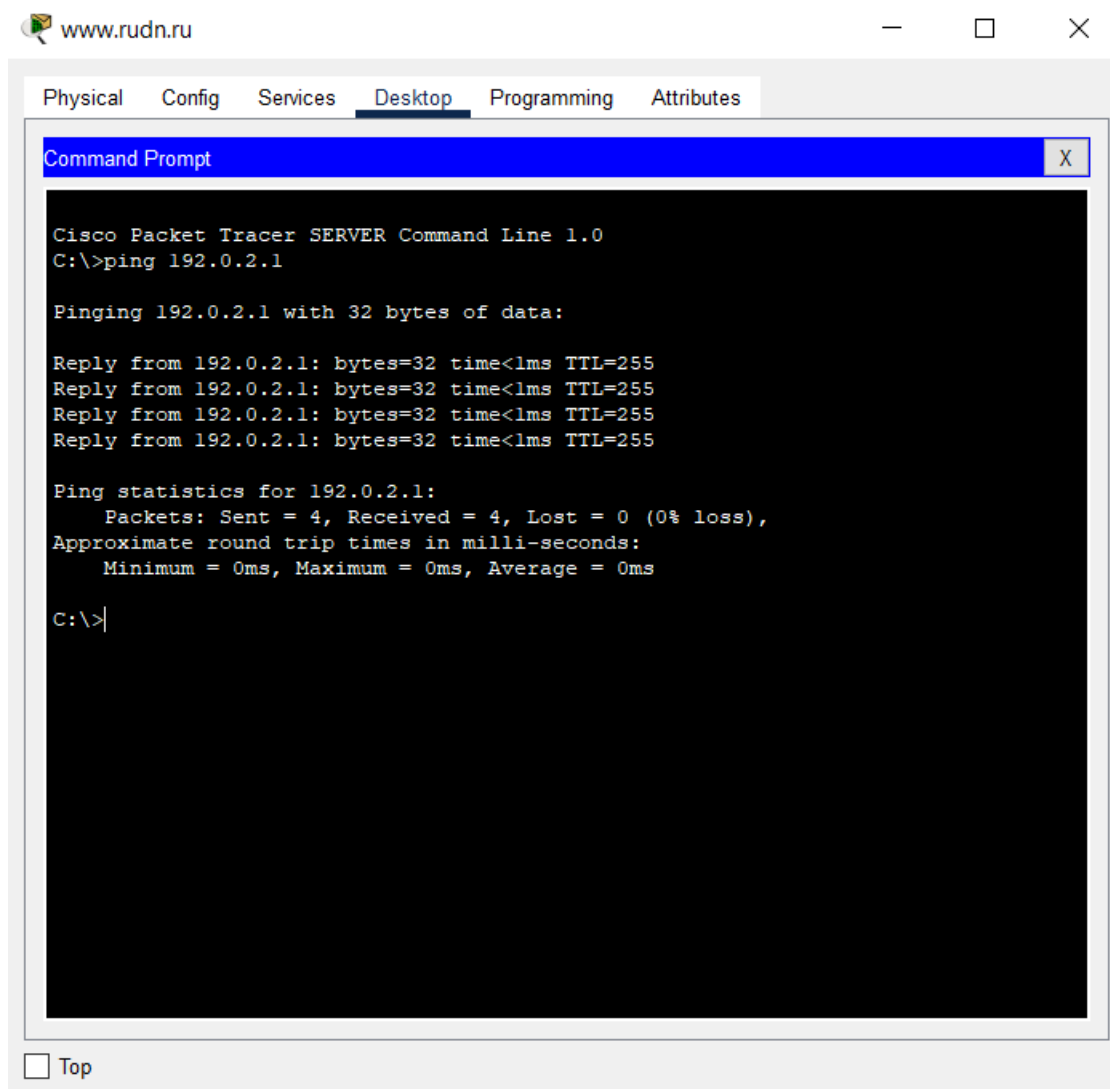 www.rudn.ru
Physical Config Services Desktop Programming Attributes
Command Prompt X
Cisco Packet Tracer SERVER Command Line 1.0
C:\>ping 192.0.2.1
Pinging 192.0.2.1 with 32 bytes of data:
Reply from 192.0.2.1: bytes=32 time<1ms TTL=255
Reply from 192.0.2.1: bytes=32 time<1ms TTL=255
Reply from 192.0.2.1: bytes=32 time<1ms TTL=255
Reply from 192.0.2.1: bytes=32 time<1ms TTL=255
Ping statistics for 192.0.2.1:
    Packets: Sent = 4, Received = 4, Lost = 0 (0% loss),
Approximate round trip times in milli-seconds:
    Minimum = 0ms, Maximum = 0ms, Average = 0ms
C:\>
Top